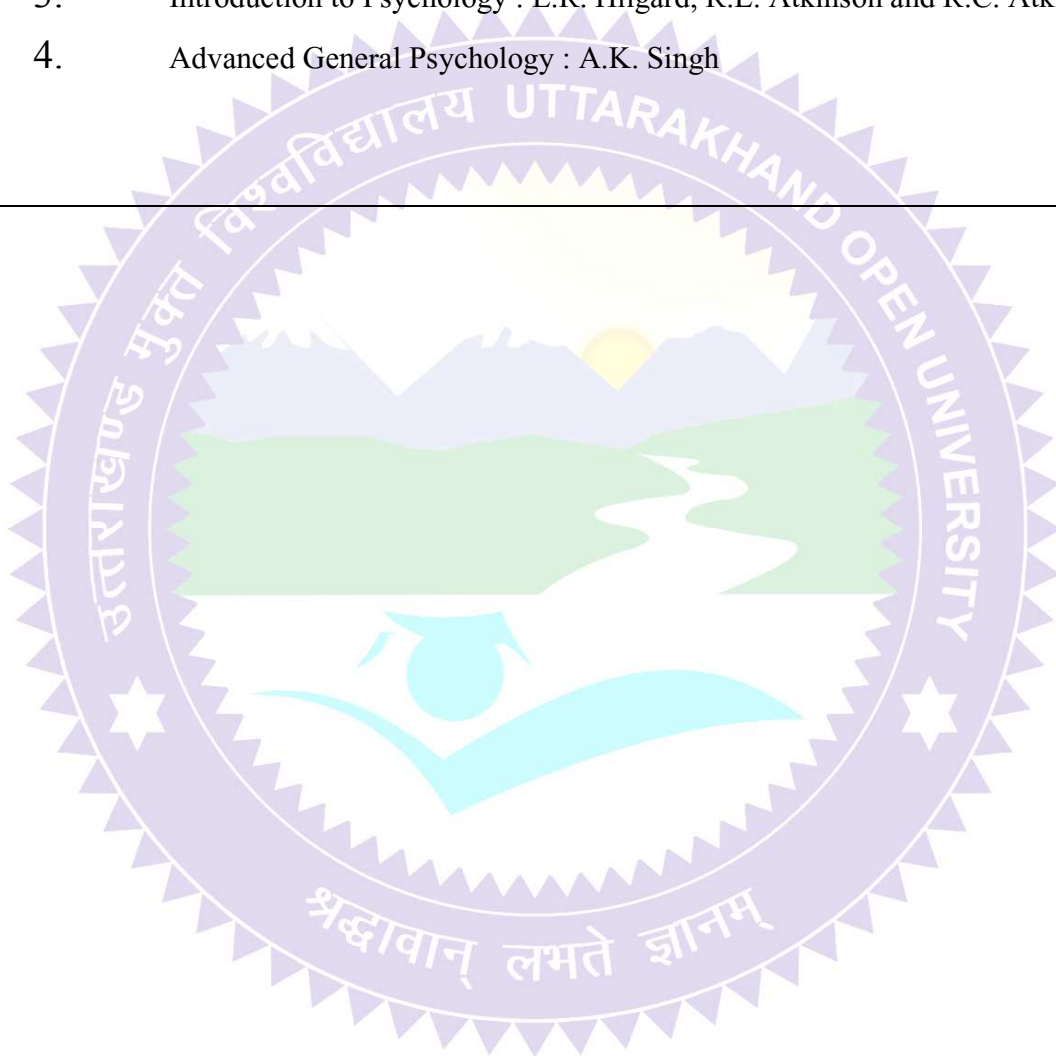 3. Introduction to Psychology : E.R. Hilgard, R.L. Atkinson and R.C. Atk
4. Advanced General Psychology : A.K. Singh
उत्तराखण्ड मुक्त विश्वविद्यालय UTTARAKHAND OPEN UNIVERSITY
श्रद्धावान् लभते ज्ञानम्